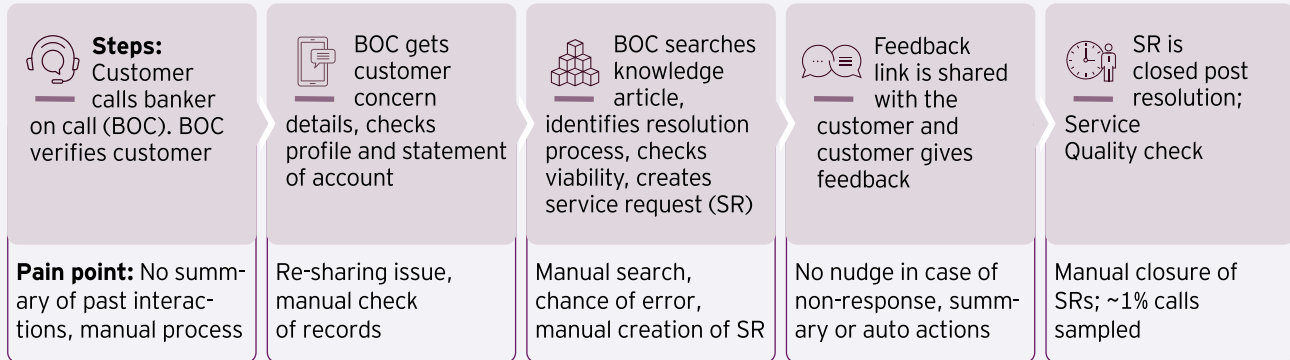 Steps:
Customer
calls banker
on call (BOC). BOC
verifies customer
BOC gets
customer
concern
details, checks
profile and statement
of account
BOC searches
knowledge
article,
identifies resolution
process, checks
viability, creates
service request (SR)
Feedback
link is shared
with the
customer and
customer gives
feedback
SR is
closed post
resolution;
Service
Quality check
Pain point: No summ-
ary of past interac-
tions, manual process
Re-sharing issue,
manual check
of records
Manual search,
chance of error,
manual creation of SR
No nudge in case of
non-response, summ-
ary or auto actions
Manual closure of
SRs; ~1% calls
sampled